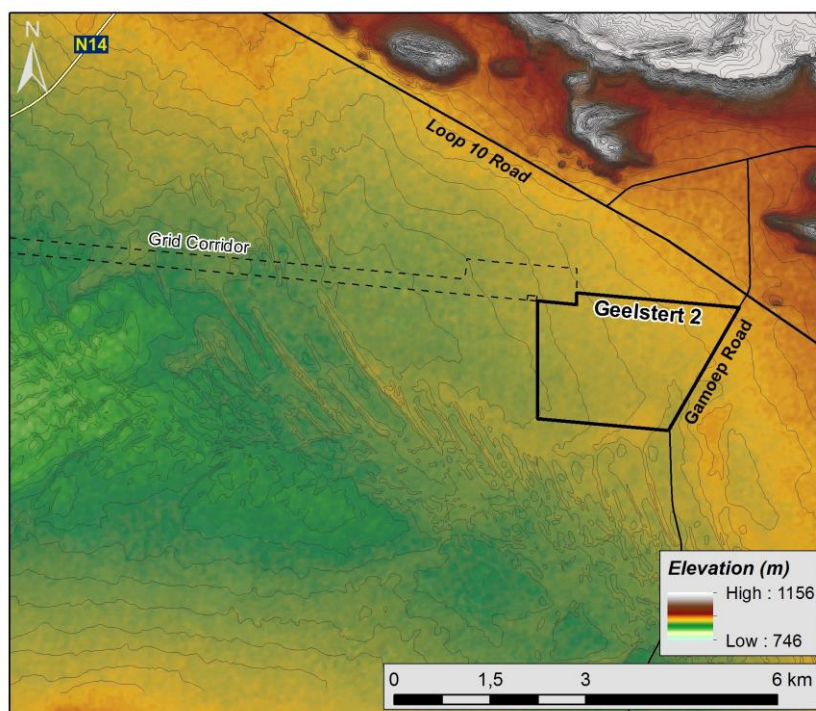 N
N14
Loop 10 Road
Grid Corridor
Geelstert 2
Gamoep Road
Elevation (m)
High : 1156
Low : 746
0 1,5 3 6 km